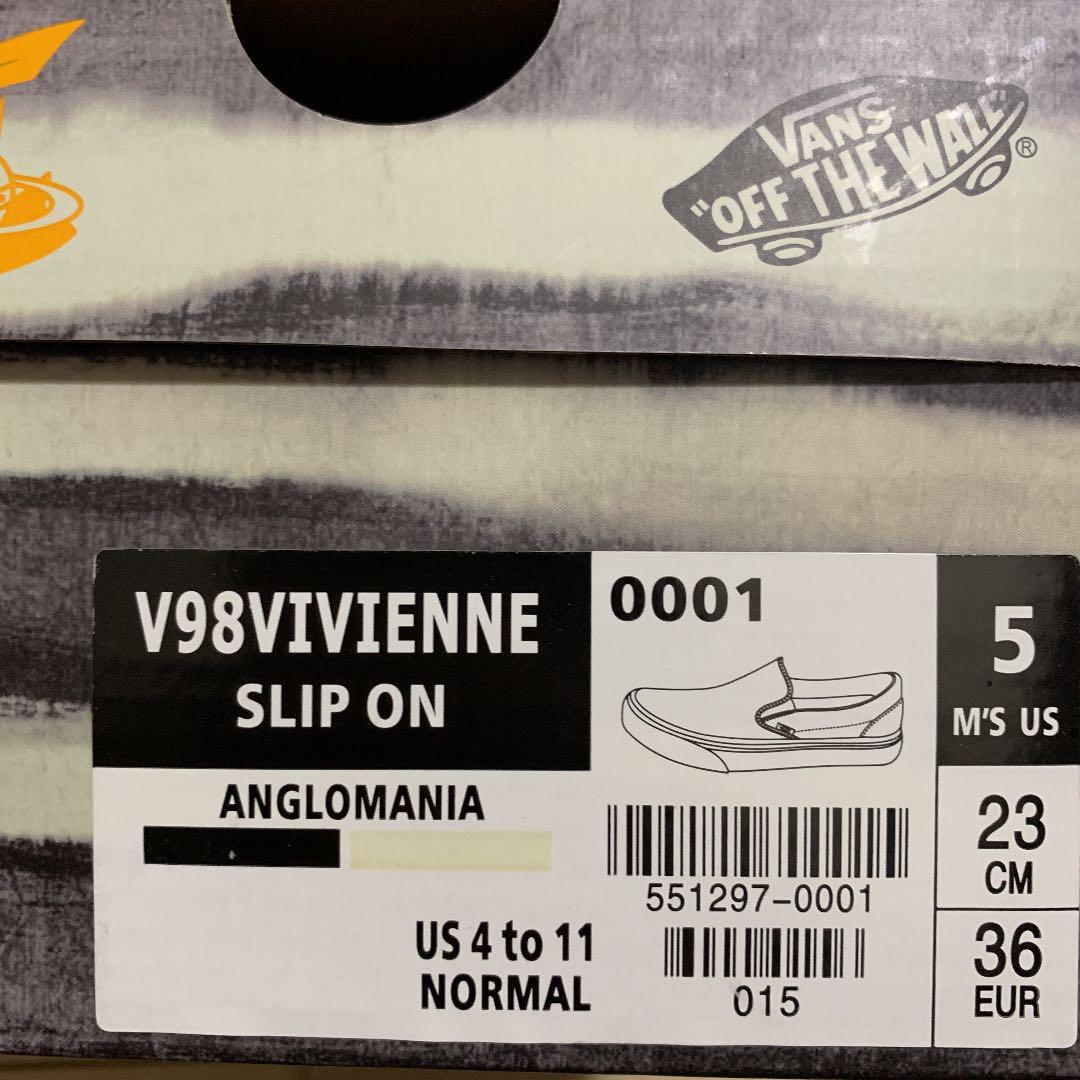 VANS
"OFF THE WALL"
®
V98VIVIENNE
SLIP ON
ANGLOMANIA
US 4 to 11
NORMAL
0001
551297-0001
015
5
M'S US
23
CM
36
EUR